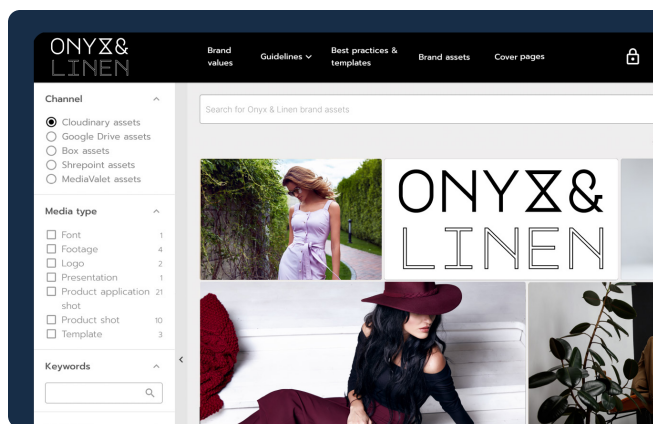 ONYX&
LINEN
Brand
values
Guidelines
Best practices &
templates
Brand assets
Cover pages
Channel
Cloudinary assets
Google Drive assets
Box assets
Shrepoint assets
MediaValet assets
Media type
Font 1
Footage 4
Logo 2
Presentation 1
Product application 21
shot
Product shot 10
Template 3
Keywords
Search for Onyx & Linen brand assets
ONYX&
LINEN